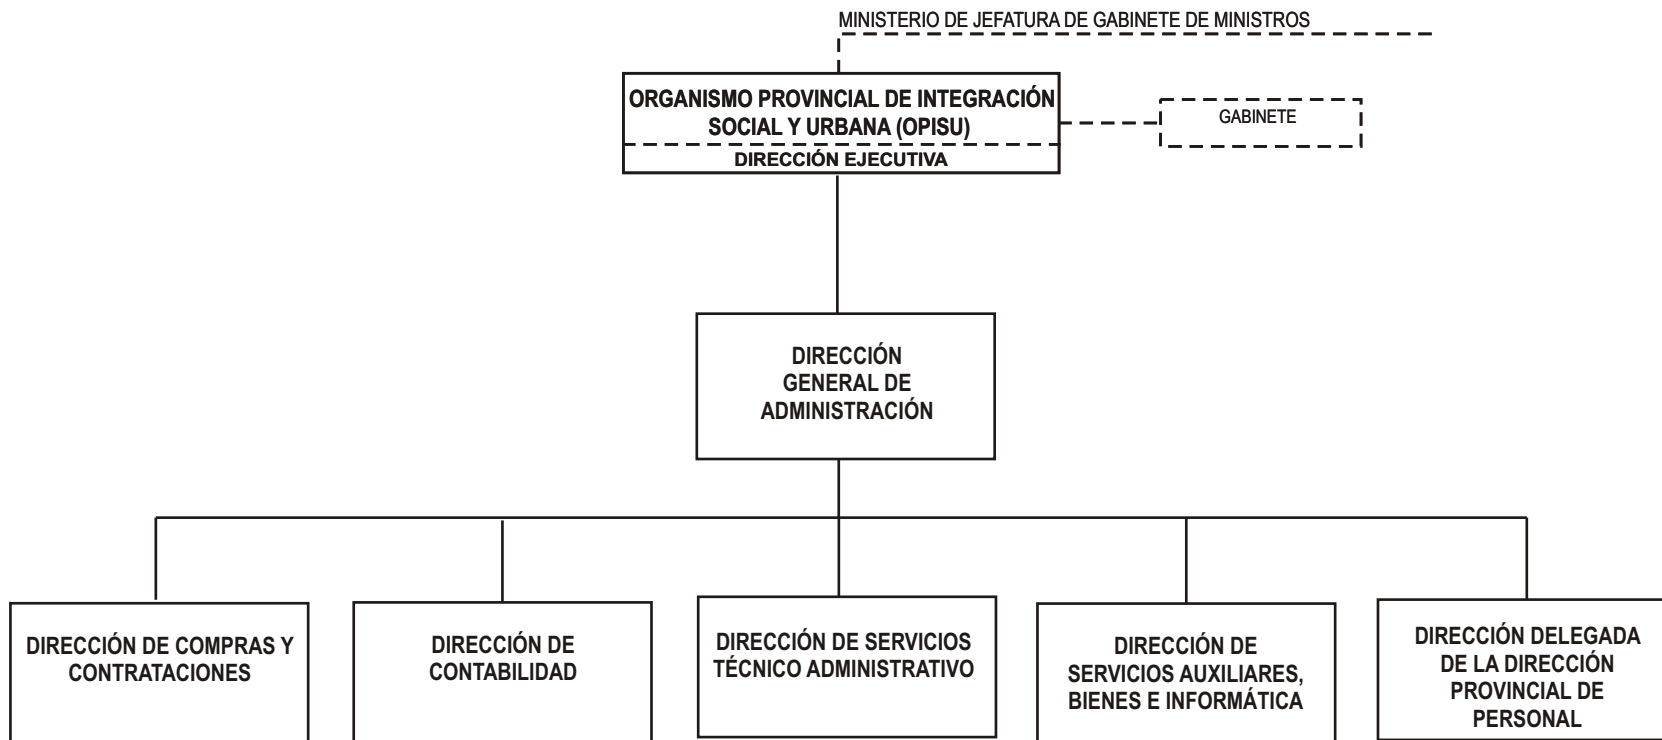 MINISTERIO DE JEFATURA DE GABINETE DE MINISTROS
ORGANISMO PROVINCIAL DE INTEGRACIÓN
SOCIAL Y URBANA (OPISU)
DIRECCIÓN EJECUTIVA
GABINETE
DIRECCIÓN
GENERAL DE
ADMINISTRACIÓN
DIRECCIÓN DE COMPRAS Y
CONTRATACIONES
DIRECCIÓN DE
CONTABILIDAD
DIRECCIÓN DE SERVICIOS
TÉCNICO ADMINISTRATIVO
DIRECCIÓN DE
SERVICIOS AUXILIARES,
BIENES E INFORMÁTICA
DIRECCIÓN DELEGADA
DE LA DIRECCIÓN
PROVINCIAL DE
PERSONAL